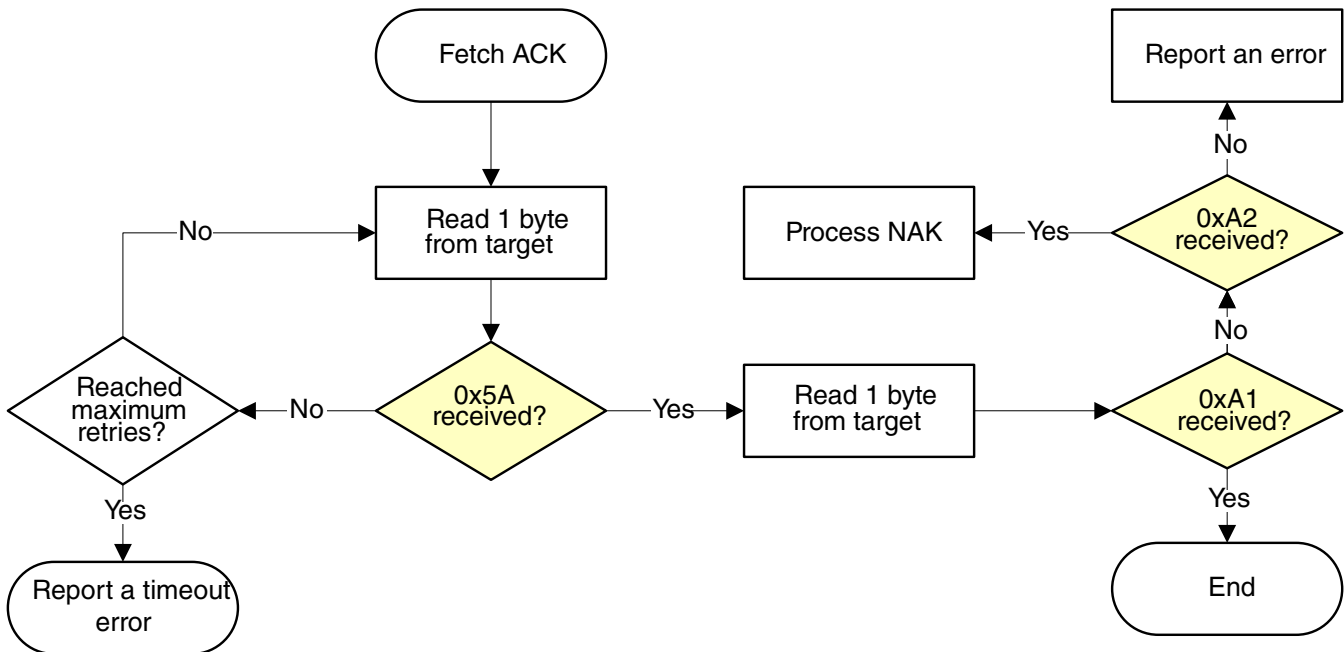 Fetch ACK
Report an error
No
Read 1 byte
from target
Process NAK
0xA2
received?
No
Yes
No
Reached
maximum
retries?
No
0x5A
received?
Yes
Read 1 byte
from target
0xA1
received?
Yes
Yes
Report a timeout
error
End